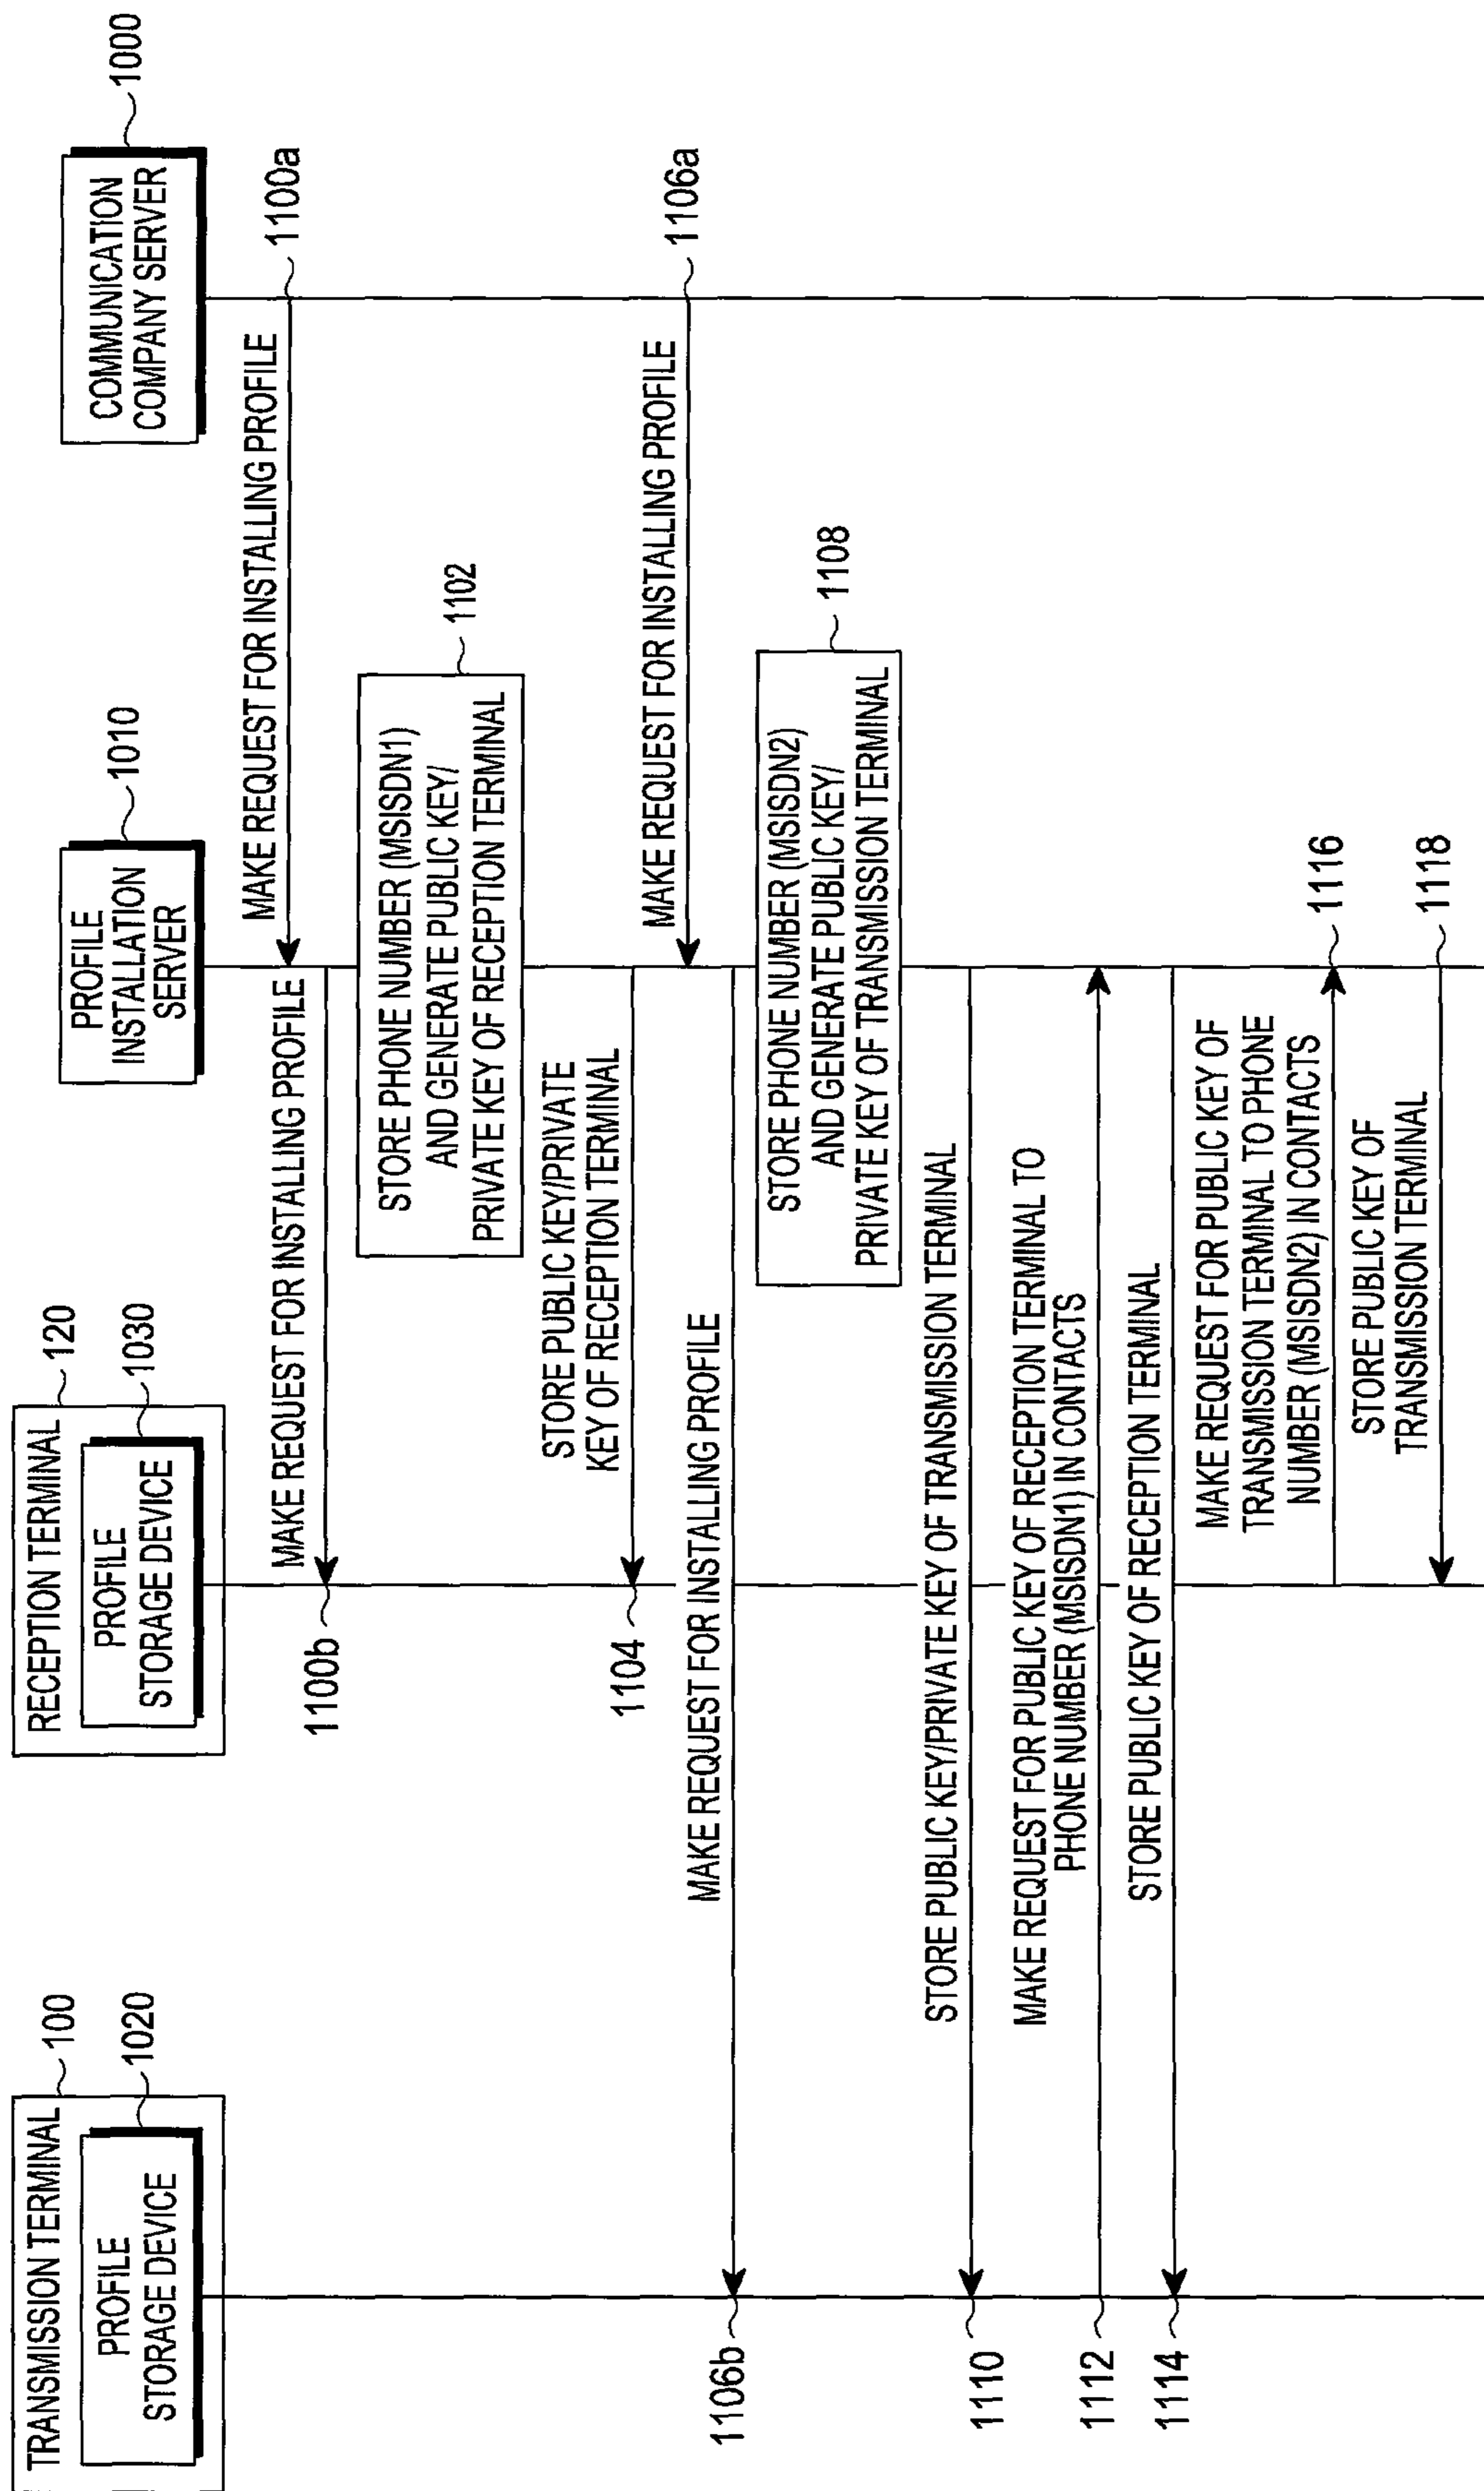 TRANSMISSION TERMINAL
100
PROFILE
STORAGE DEVICE
1020
RECEPTION TERMINAL
120
PROFILE
STORAGE DEVICE
1030
PROFILE
INSTALLATION
SERVER
1010
COMMUNICATION
COMPANY SERVER
1000
MAKE REQUEST FOR INSTALLING PROFILE
1100a
MAKE REQUEST FOR INSTALLING PROFILE
1100b
STORE PHONE NUMBER (MSISDN1)
AND GENERATE PUBLIC KEY/
PRIVATE KEY OF RECEPTION TERMINAL
1102
STORE PUBLIC KEY/PRIVATE
KEY OF RECEPTION TERMINAL
1104
MAKE REQUEST FOR INSTALLING PROFILE
1106a
MAKE REQUEST FOR INSTALLING PROFILE
1106b
STORE PHONE NUMBER (MSISDN2)
AND GENERATE PUBLIC KEY/
PRIVATE KEY OF TRANSMISSION TERMINAL
1108
STORE PUBLIC KEY/PRIVATE KEY OF TRANSMISSION TERMINAL
1110
MAKE REQUEST FOR PUBLIC KEY OF RECEPTION TERMINAL TO
PHONE NUMBER (MSISDN1) IN CONTACTS
1112
STORE PUBLIC KEY OF RECEPTION TERMINAL
1114
MAKE REQUEST FOR PUBLIC KEY OF
TRANSMISSION TERMINAL TO PHONE
NUMBER (MSISDN2) IN CONTACTS
1116
STORE PUBLIC KEY OF
TRANSMISSION TERMINAL
1118